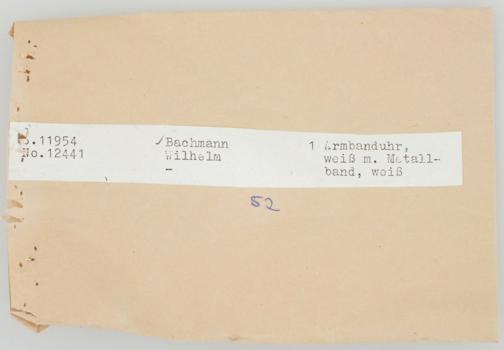 .11954 ✓Bachmann 1 Armbanduhr,
No.12441 Wilhelm weiß m. Metall-
- band, weiß
52